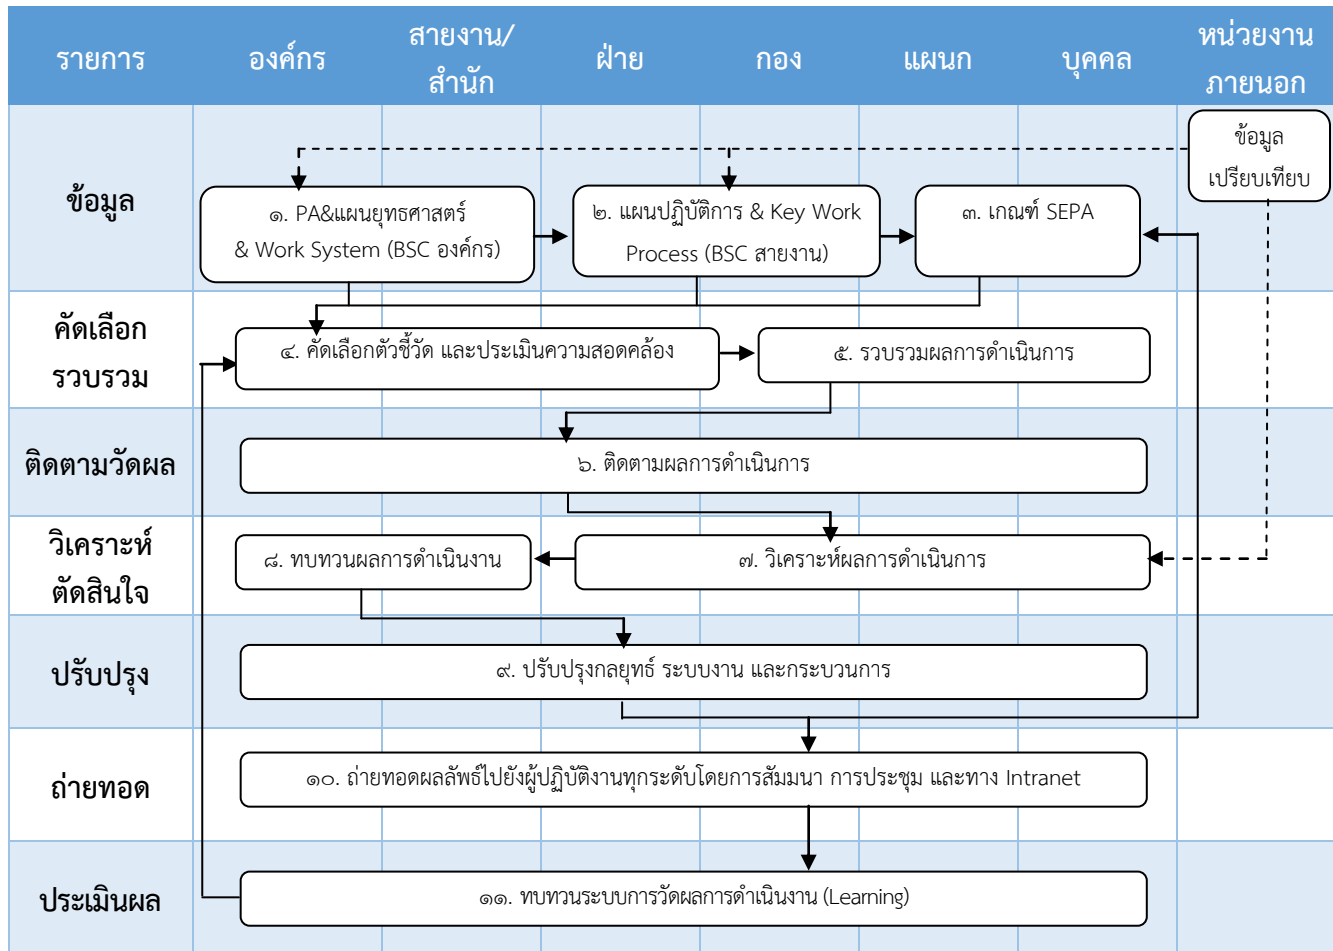 รายการ
องค์กร
สายงาน/
สำนัก
ฝ่าย
กอง
แผนก
บุคคล
หน่วยงาน
ภายนอก
ข้อมูล
ข้อมูล
เปรียบเทียบ
๑. PA&แผนยุทธศาสตร์
& Work System (BSC องค์กร)
๒. แผนปฏิบัติการ & Key Work
Process (BSC สายงาน)
๓. เกณฑ์ SEPA
คัดเลือก
รวบรวม
๔. คัดเลือกตัวชี้วัด และประเมินความสอดคล้อง
๕. รวบรวมผลการดำเนินการ
ติดตามวัดผล
๖. ติดตามผลการดำเนินการ
วิเคราะห์
ตัดสินใจ
๘. ทบทวนผลการดำเนินงาน
๗. วิเคราะห์ผลการดำเนินการ
ปรับปรุง
๙. ปรับปรุงกลยุทธ์ ระบบงาน และกระบวนการ
ถ่ายทอด
๑๐. ถ่ายทอดผลลัพธ์ไปยังผู้ปฏิบัติงานทุกระดับโดยการสัมมนา การประชุม และทาง Intranet
ประเมินผล
๑๑. ทบทวนระบบการวัดผลการดำเนินงาน (Learning)